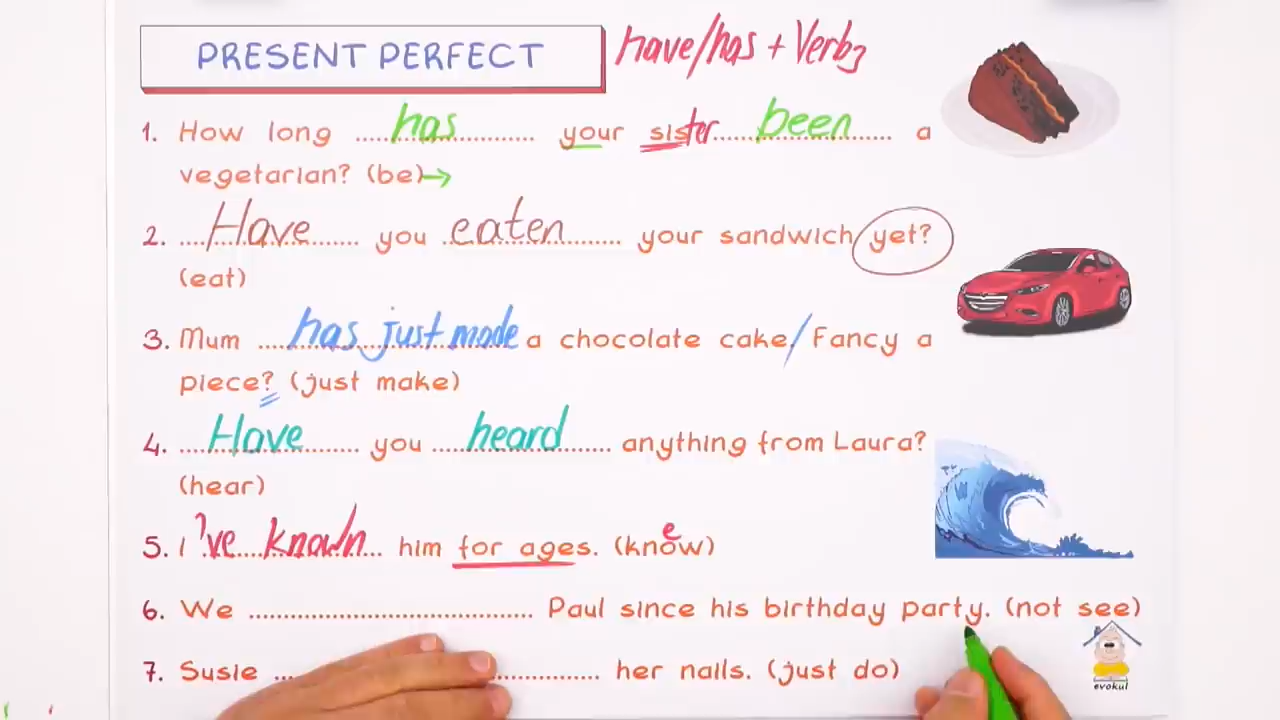 PRESENT PERFECT have/has + Verb3
1. How long ....has.... your sister....been.... a
vegetarian? (be)→
2. ....Have.... you ....eaten.... your sandwich yet?
(eat)
3. Mum ....has just made a chocolate cake./ Fancy a
piece? (just make)
4. ....Have.... you ....heard.... anything from Laura?
(hear)
5. I 've known... him for ages. (know) e
6. We .................................... Paul since his birthday party. (not see)
7. Susie .................................... her nails. (just do)
evokul